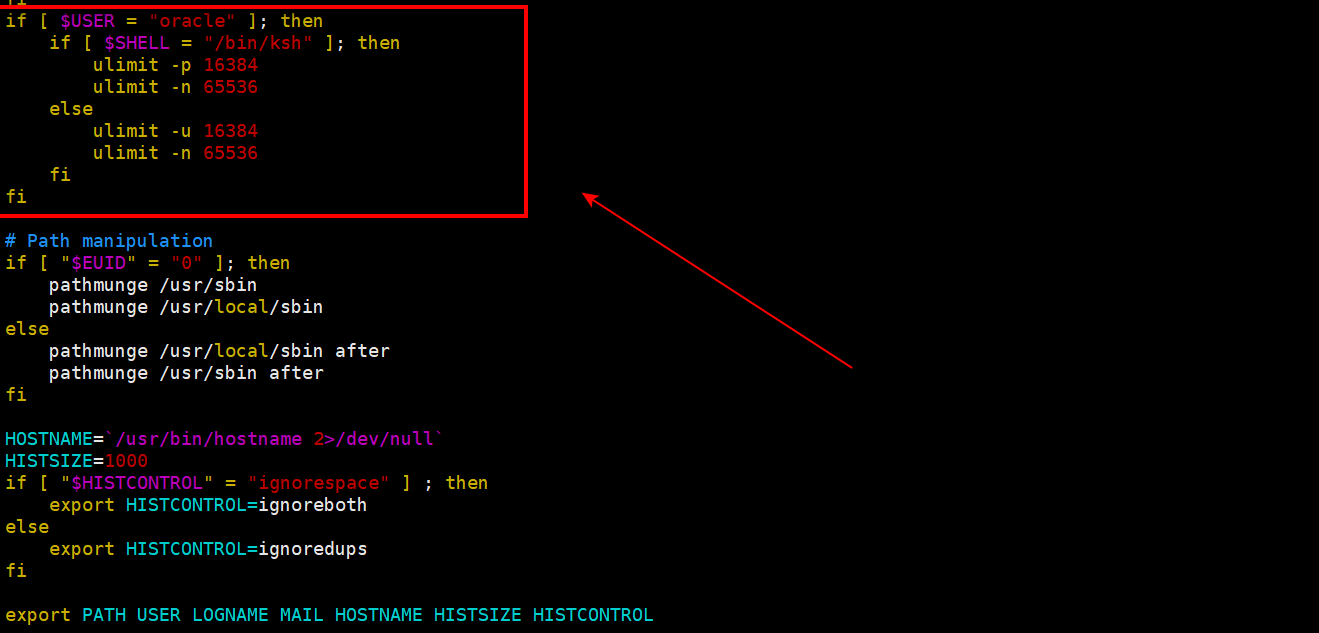 fi
if [ $USER = "oracle" ]; then
    if [ $SHELL = "/bin/ksh" ]; then
        ulimit -p 16384
        ulimit -n 65536
    else
        ulimit -u 16384
        ulimit -n 65536
    fi
fi

# Path manipulation
if [ "$EUID" = "0" ]; then
    pathmunge /usr/sbin
    pathmunge /usr/local/sbin
else
    pathmunge /usr/local/sbin after
    pathmunge /usr/sbin after
fi

HOSTNAME=`/usr/bin/hostname 2>/dev/null`
HISTSIZE=1000
if [ "$HISTCONTROL" = "ignorespace" ] ; then
    export HISTCONTROL=ignoreboth
else
    export HISTCONTROL=ignoredups
fi

export PATH USER LOGNAME MAIL HOSTNAME HISTSIZE HISTCONTROL